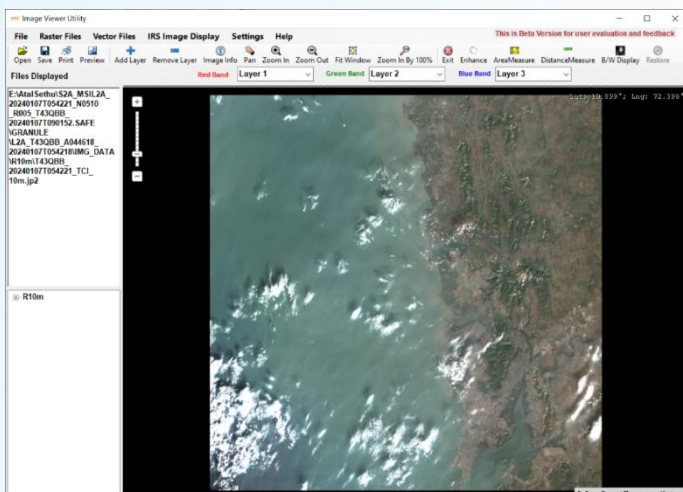 Image Viewer Utility
File Raster Files Vector Files IRS Image Display Settings Help
This is Beta Version for user evaluation and feedback
Open Save Print Preview Add Layer Remove Layer Image Info Pan Zoom In Zoom Out Fit Window Zoom In By 100% Exit Enhance AreaMeasure DistanceMeasure B/W Display Restore
Files Displayed
Red Band Layer 1 Green Band Layer 2 Blue Band Layer 3
E:\AtalSethu\S2A_MSIL2A_
20240107T054221_N0510
_R005_T43QBB_
20240107T090152.SAFE
\GRANULE
\L2A_T43QBB_A044618_
20240107T054218\IMG_DATA
\R10m\T43QBB_
20240107T054221_TCI_
10m.jp2
Lng: 72.398°
R10m